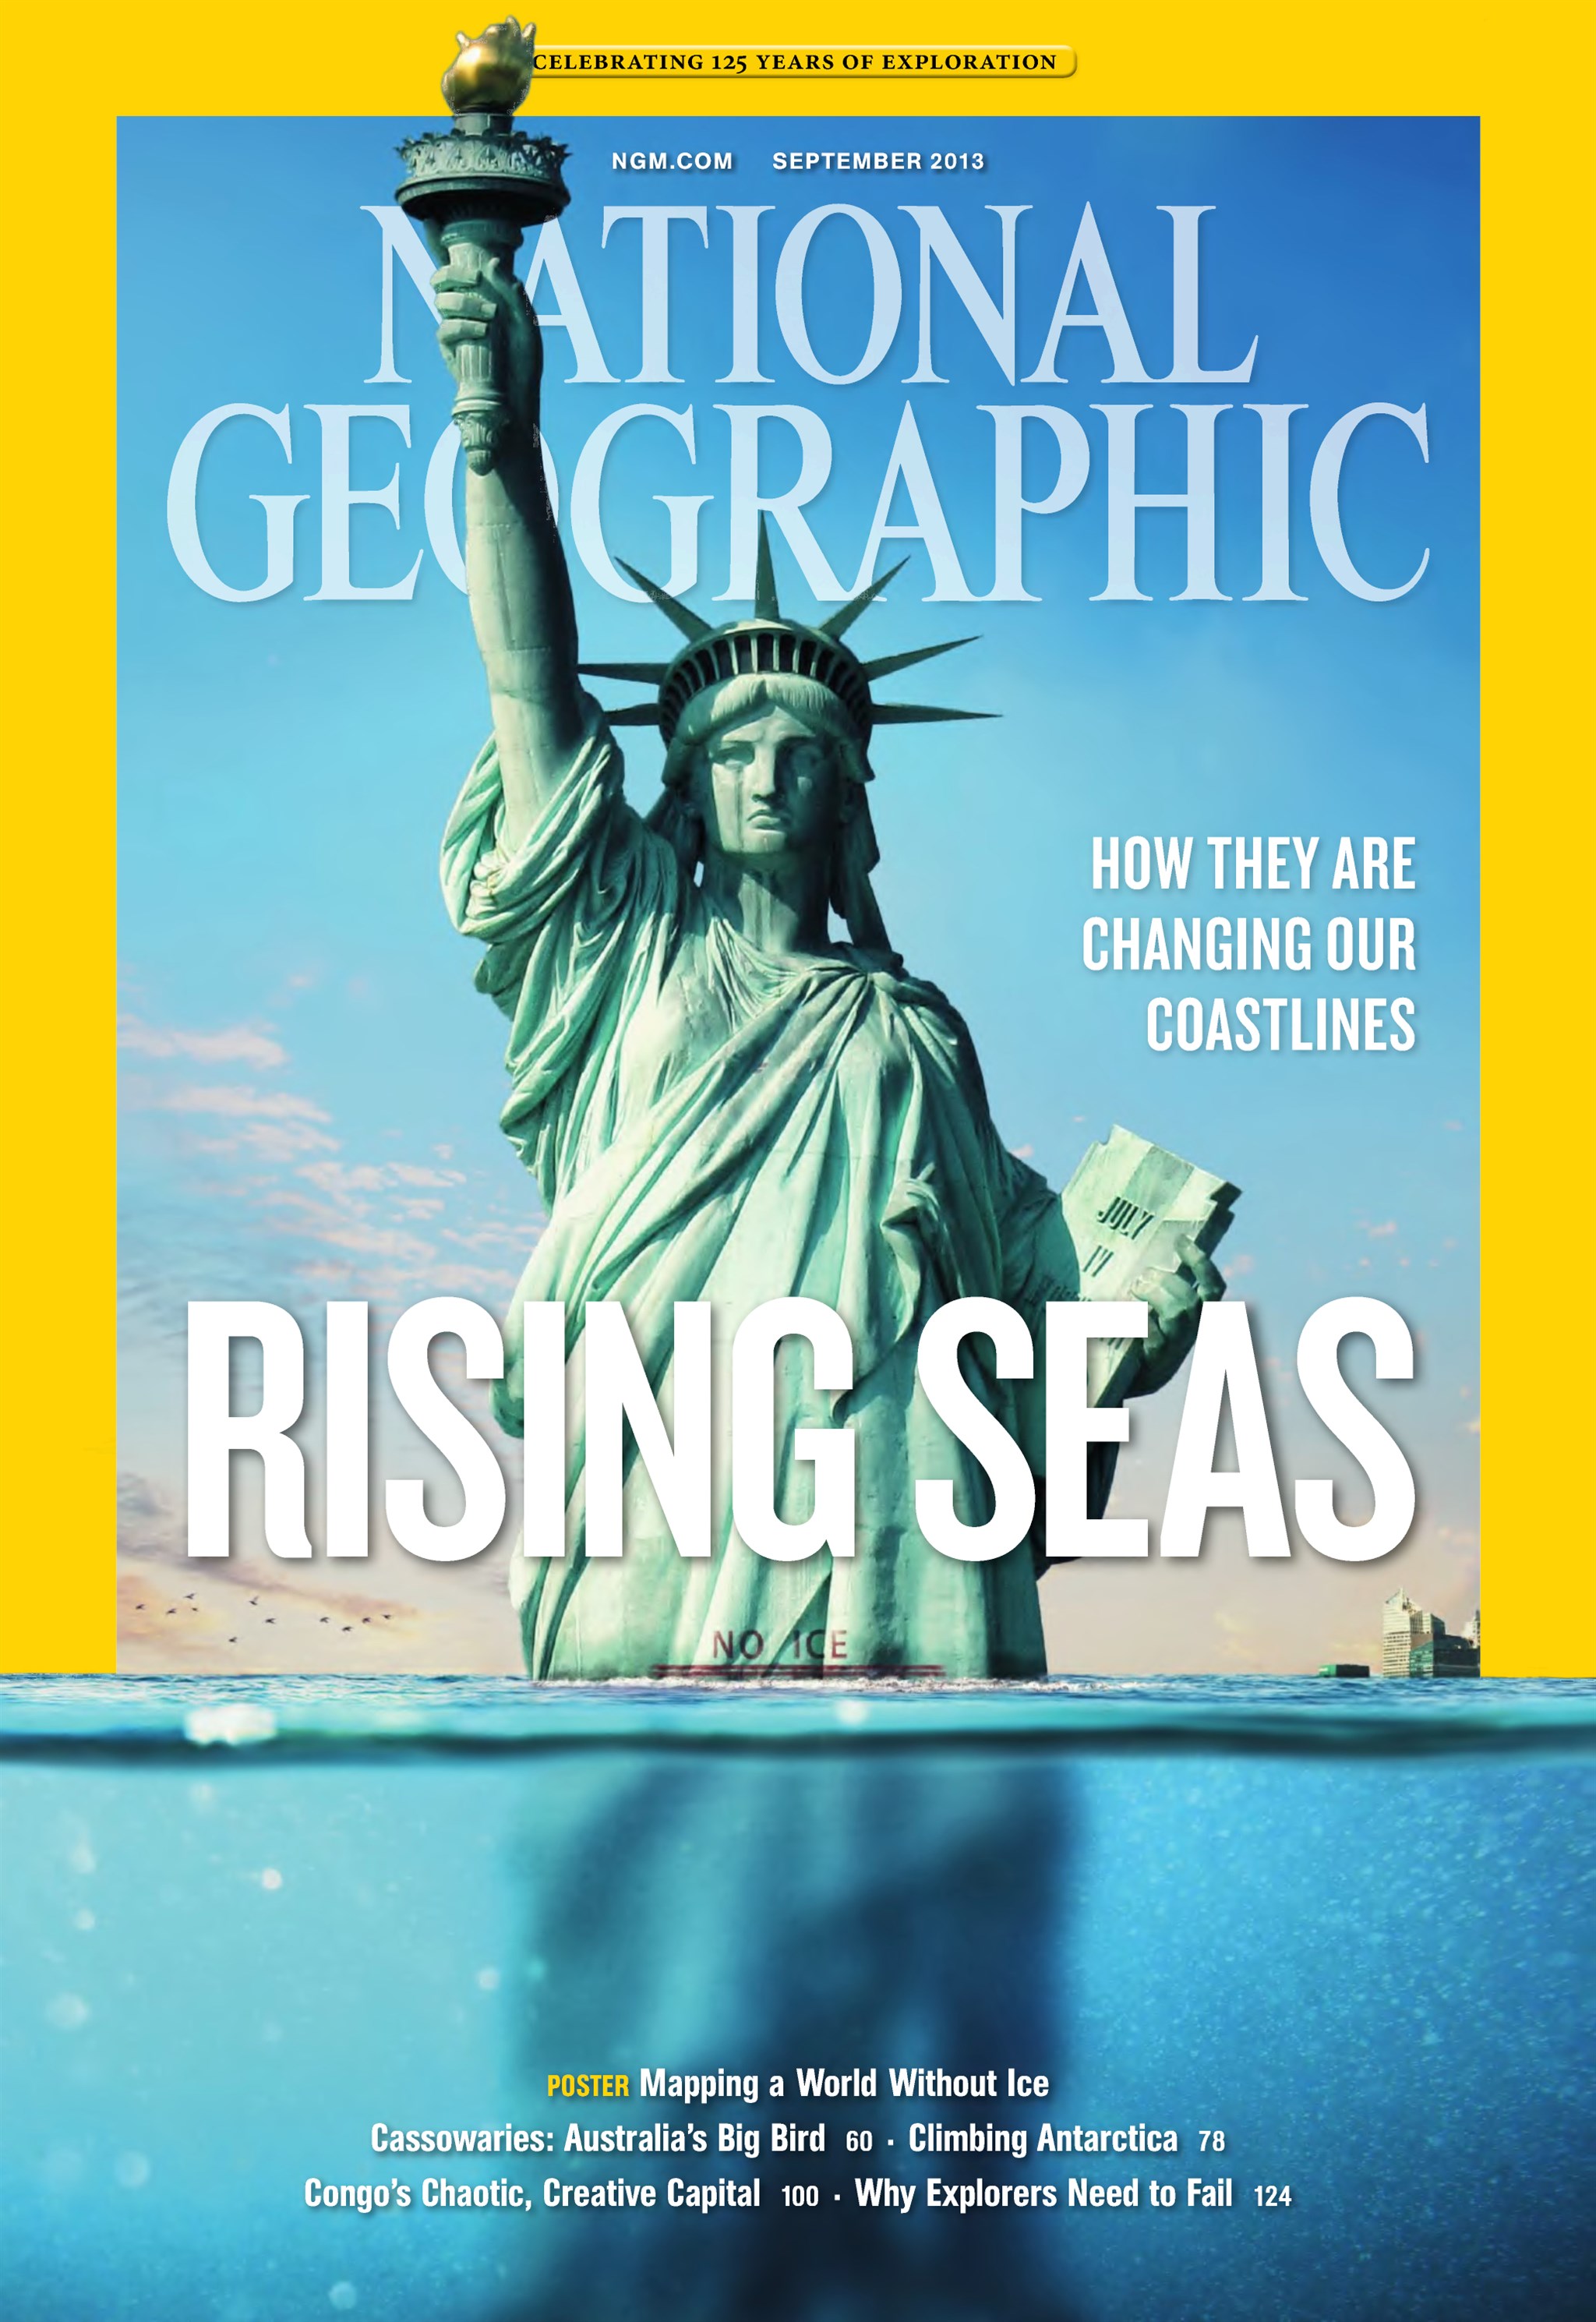 CELEBRATING 125 YEARS OF EXPLORATION
NGM.COM SEPTEMBER 2013
NATIONAL
GEOGRAPHIC
HOW THEY ARE
CHANGING OUR
COASTLINES
JULY
IV
RISING SEAS
NO ICE
POSTER Mapping a World Without Ice
Cassowaries: Australia's Big Bird 60 · Climbing Antarctica 78
Congo's Chaotic, Creative Capital 100 · Why Explorers Need to Fail 124